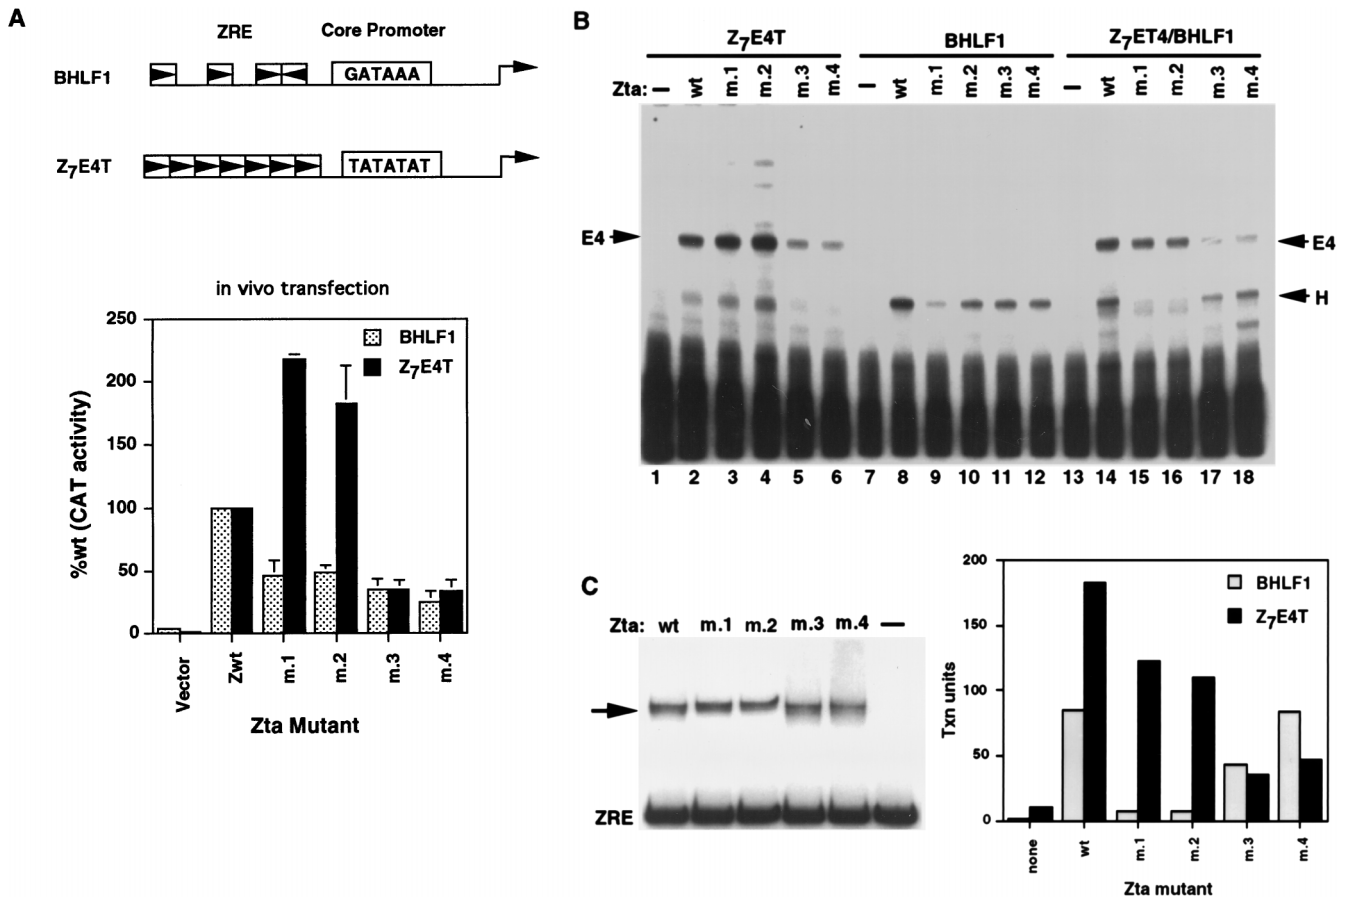 A
ZRE Core Promoter
BHLF1 GATAAA
Z7E4T TATATAT
in vivo transfection
250
200
150
100
50
0
%wt (CAT activity)
BHLF1
Z7E4T
Vector Zwt m.1 m.2 m.3 m.4
Zta Mutant
B
Z7E4T BHLF1 Z7ET4/BHLF1
Zta: – wt m.1 m.2 m.3 m.4 – wt m.1 m.2 m.3 m.4 – wt m.1 m.2 m.3 m.4
E4 E4
H
1 2 3 4 5 6 7 8 9 10 11 12 13 14 15 16 17 18
C
Zta: wt m.1 m.2 m.3 m.4 —
ZRE
200
150
100
50
0
Txn units
BHLF1
Z7E4T
none wt m.1 m.2 m.3 m.4
Zta mutant